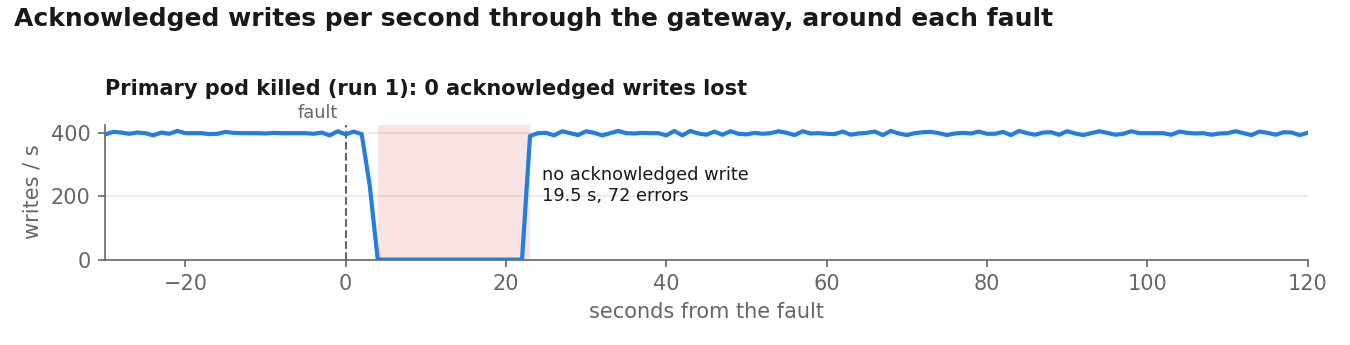 Acknowledged writes per second through the gateway, around each fault
Primary pod killed (run 1): 0 acknowledged writes lost
fault
400
200
0
writes / s
no acknowledged write
19.5 s, 72 errors
−20
0
20
40
60
80
100
120
seconds from the fault